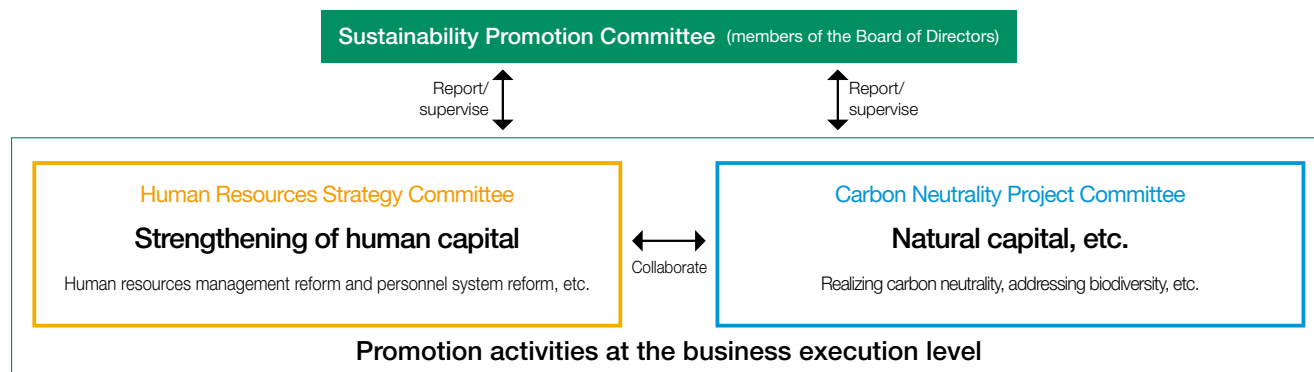 Sustainability Promotion Committee (members of the Board of Directors)
Report/
supervise
Report/
supervise
Human Resources Strategy Committee
Strengthening of human capital
Human resources management reform and personnel system reform, etc.
Collaborate
Carbon Neutrality Project Committee
Natural capital, etc.
Realizing carbon neutrality, addressing biodiversity, etc.
Promotion activities at the business execution level